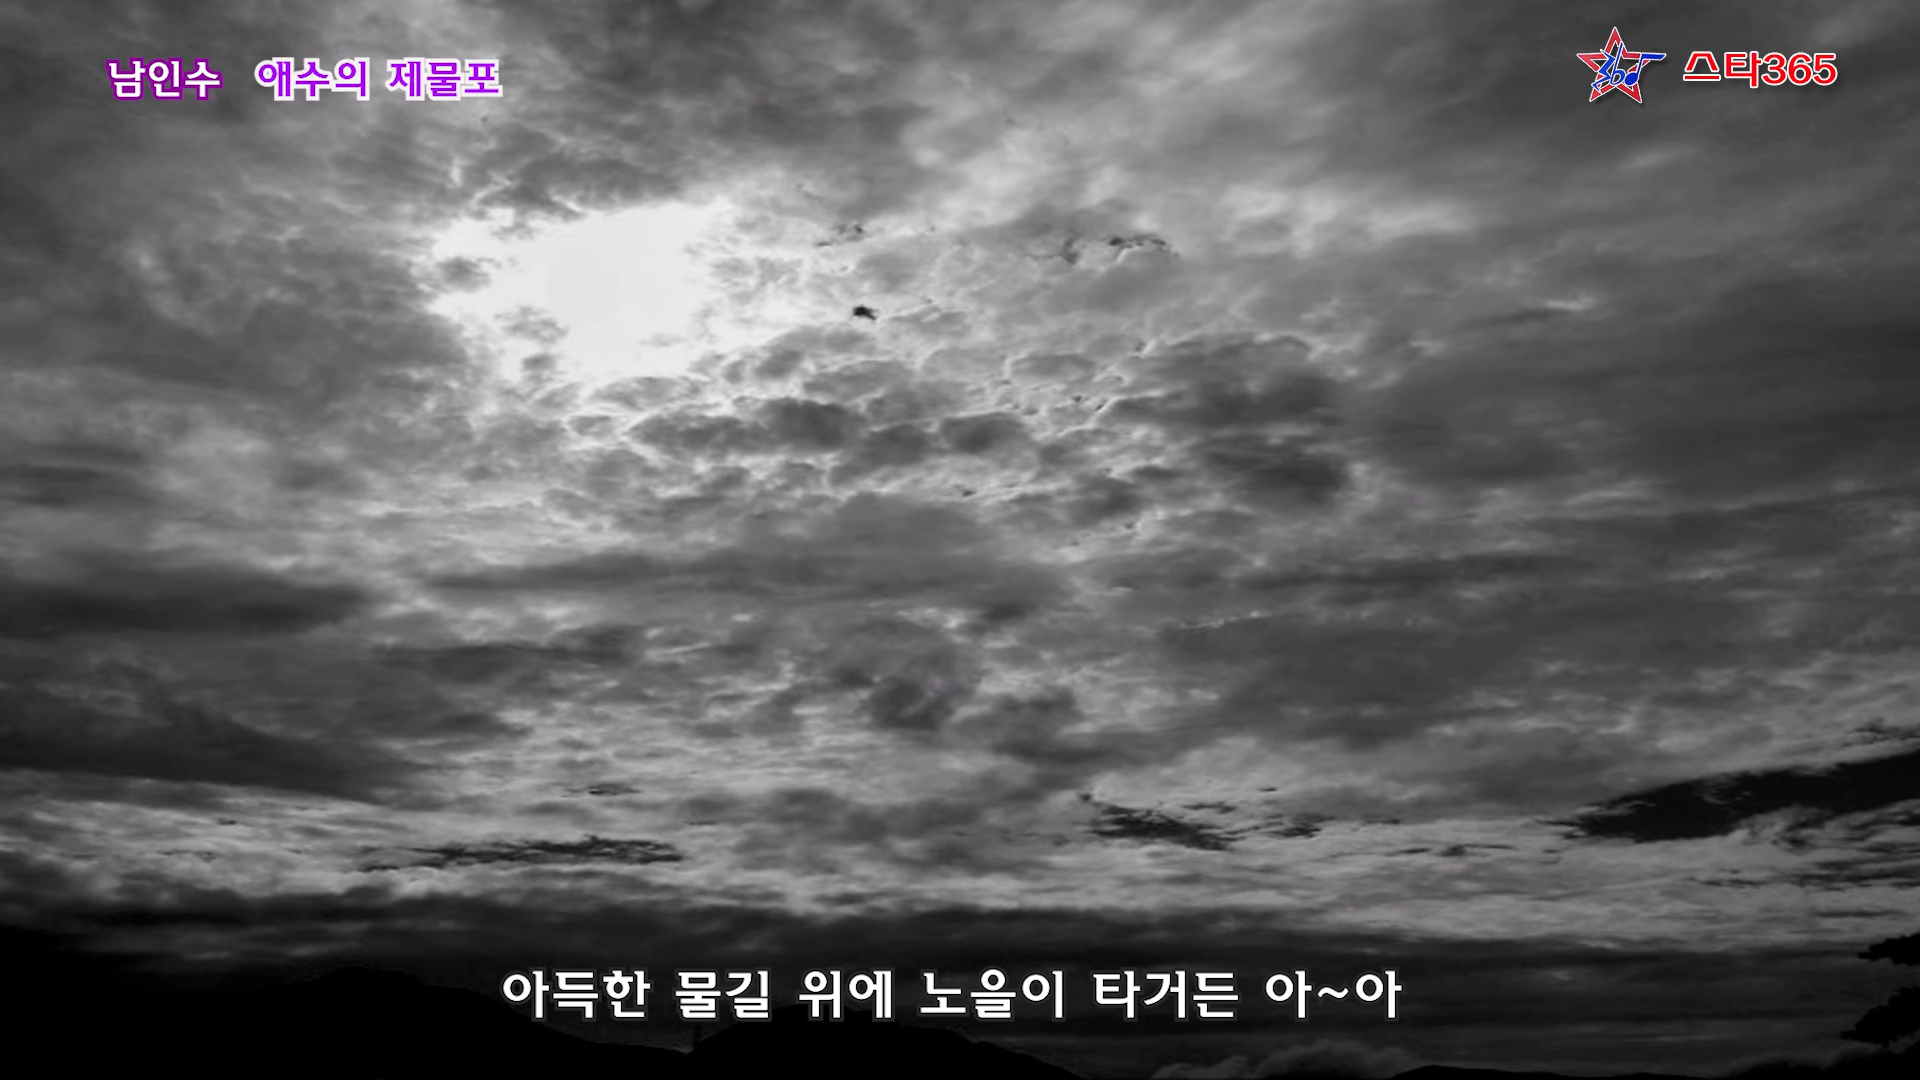 남인수 애수의 제물포
스타365
아득한 물길 위에 노을이 타거든 아~아